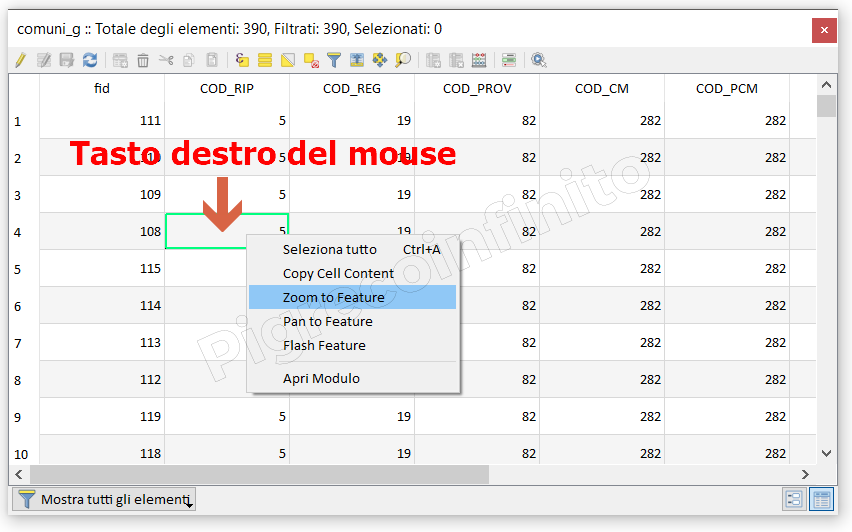 comuni_g :: Totale degli elementi: 390, Filtrati: 390, Selezionati: 0
fid COD_RIP COD_REG COD_PROV COD_CM COD_PCM
1 111 5 19 82 282 282
2 110 5 19 82 282 282
Tasto destro del mouse
3 109 5 19 82 282 282
4 108 5 19 82 282 282
Seleziona tutto Ctrl+A
5 115 82 282 282
Copy Cell Content
Zoom to Feature
6 114 82 282 282
Pan to Feature
7 113 82 282 282
Flash Feature
8 112 82 282 282
Apri Modulo
9 119 5 19 82 282 282
10 118 5 19 82 282 282
Pigrecoinfinito
Mostra tutti gli elementi